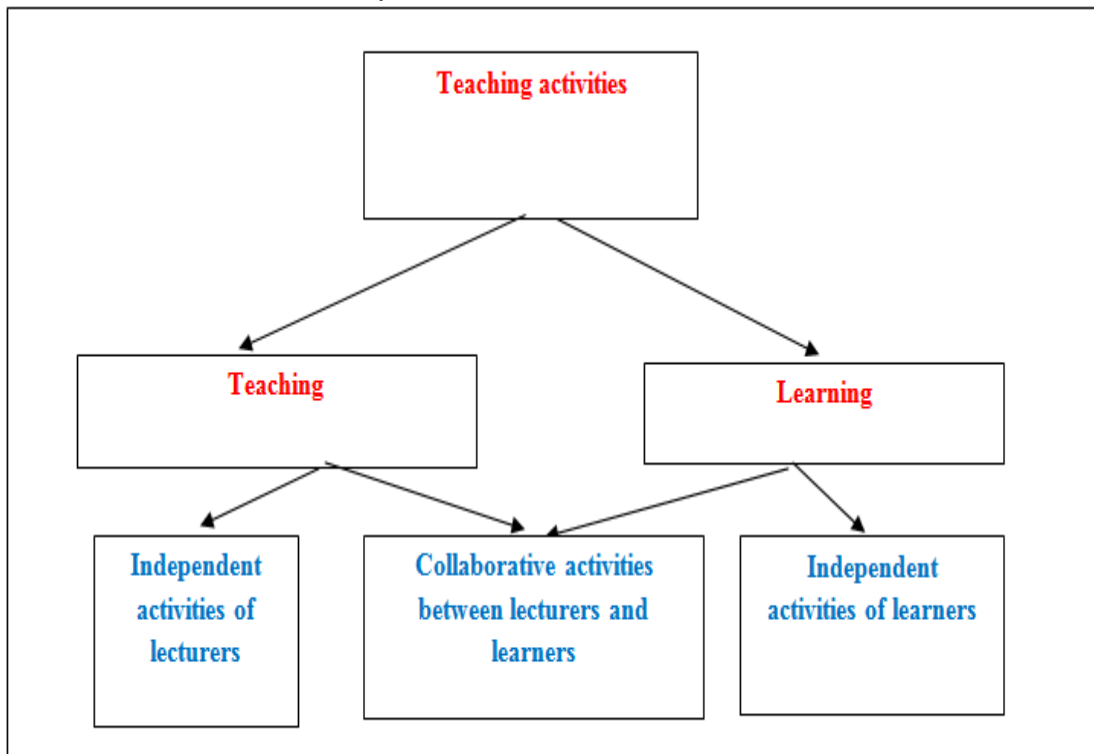 Teaching activities
Teaching
Learning
Independent
activities of
lecturers
Collaborative activities
between lecturers and
learners
Independent
activities of learners